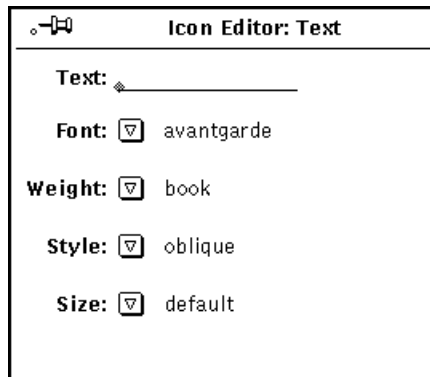 Icon Editor: Text
Text:
Font: avantgarde
Weight: book
Style: oblique
Size: default